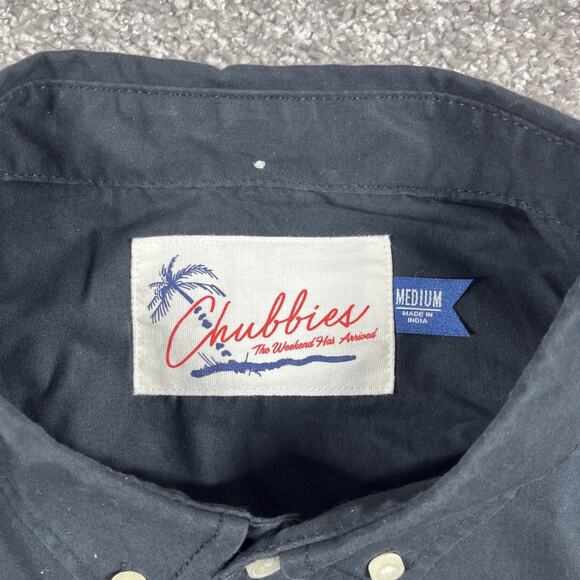 Chubbies
The Weekend Has Arrived
MEDIUM
MADE IN
INDIA